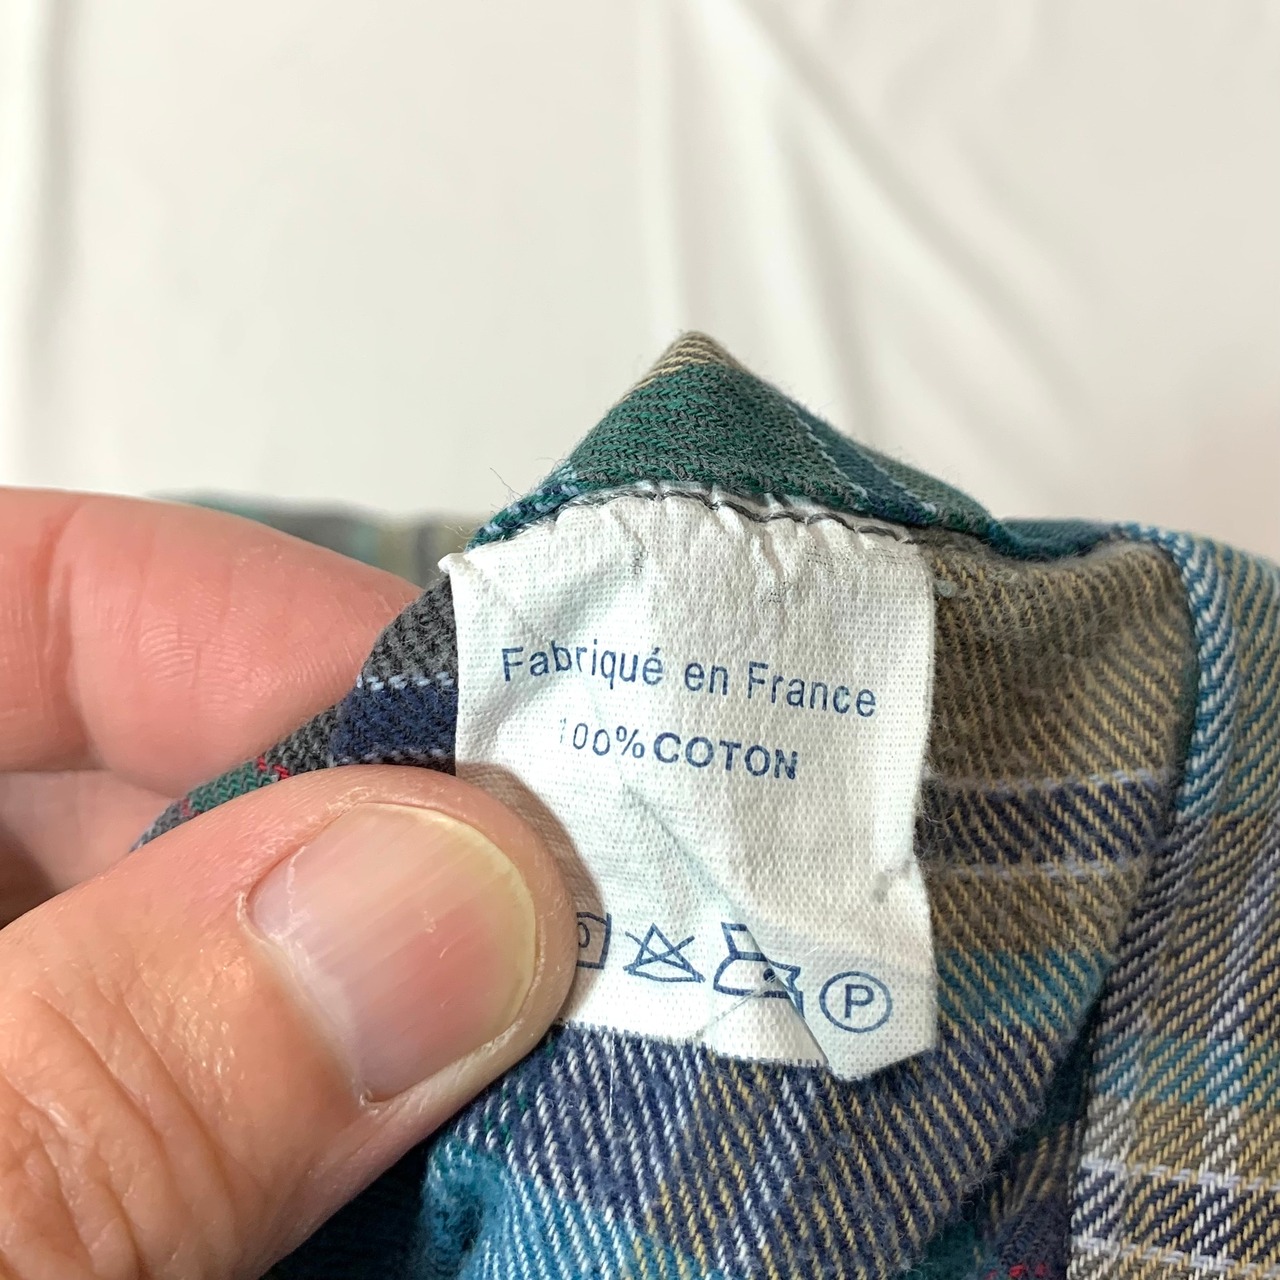 Fabriqué en France
100% COTON
P